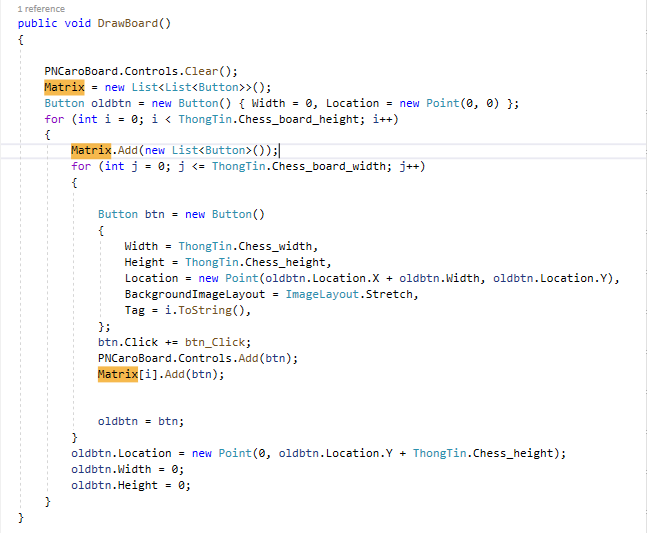 1 reference
public void DrawBoard()
{
PNCaroBoard.Controls.Clear();
Matrix = new List<List<Button>>();
Button oldbtn = new Button() { Width = 0, Location = new Point(0, 0) };
for (int i = 0; i < ThongTin.Chess_board_height; i++)
{
Matrix.Add(new List<Button>());
for (int j = 0; j <= ThongTin.Chess_board_width; j++)
{
Button btn = new Button()
{
Width = ThongTin.Chess_width,
Height = ThongTin.Chess_height,
Location = new Point(oldbtn.Location.X + oldbtn.Width, oldbtn.Location.Y),
BackgroundImageLayout = ImageLayout.Stretch,
Tag = i.ToString(),
};
btn.Click += btn_Click;
PNCaroBoard.Controls.Add(btn);
Matrix[i].Add(btn);
oldbtn = btn;
}
oldbtn.Location = new Point(0, oldbtn.Location.Y + ThongTin.Chess_height);
oldbtn.Width = 0;
oldbtn.Height = 0;
}
}